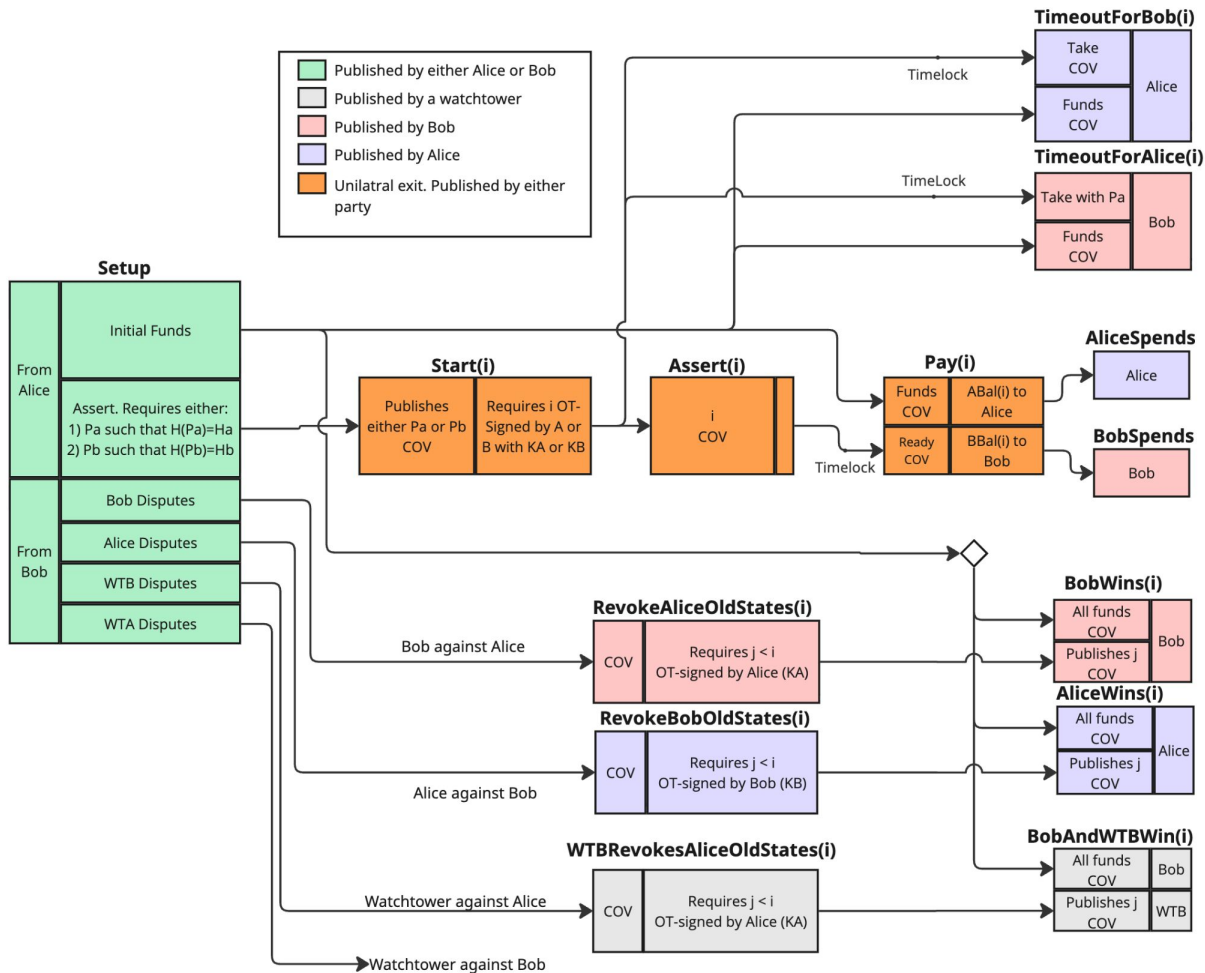 TimeoutForBob(i)
Take
COV
Alice
Funds
COV
Timelock
Published by either Alice or Bob
Published by a watchtower
Published by Bob
Published by Alice
Unilatral exit. Published by either
party
TimeoutForAlice(i)
TimeLock
Take with Pa
Bob
Funds
COV
Setup
From
Alice
Initial Funds
Assert. Requires either:
1) Pa such that H(Pa)=Ha
2) Pb such that H(Pb)=Hb
From
Bob
Bob Disputes
Alice Disputes
WTB Disputes
WTA Disputes
Start(i)
Publishes
either Pa or Pb
COV
Requires i OT-
Signed by A or
B with KA or KB
Assert(i)
i
COV
Timelock
Pay(i)
Funds
COV
ABal(i) to
Alice
Ready
COV
BBal(i) to
Bob
AliceSpends
Alice
BobSpends
Bob
Bob against Alice
RevokeAliceOldStates(i)
COV
Requires j < i
OT-signed by Alice (KA)
BobWins(i)
All funds
COV
Bob
Publishes j
COV
Alice against Bob
RevokeBobOldStates(i)
COV
Requires j < i
OT-signed by Bob (KB)
AliceWins(i)
All funds
COV
Alice
Publishes j
COV
Watchtower against Alice
WTBRevokesAliceOldStates(i)
COV
Requires j < i
OT-signed by Alice (KA)
BobAndWTBWin(i)
All funds
COV
Bob
Publishes j
COV
WTB
Watchtower against Bob